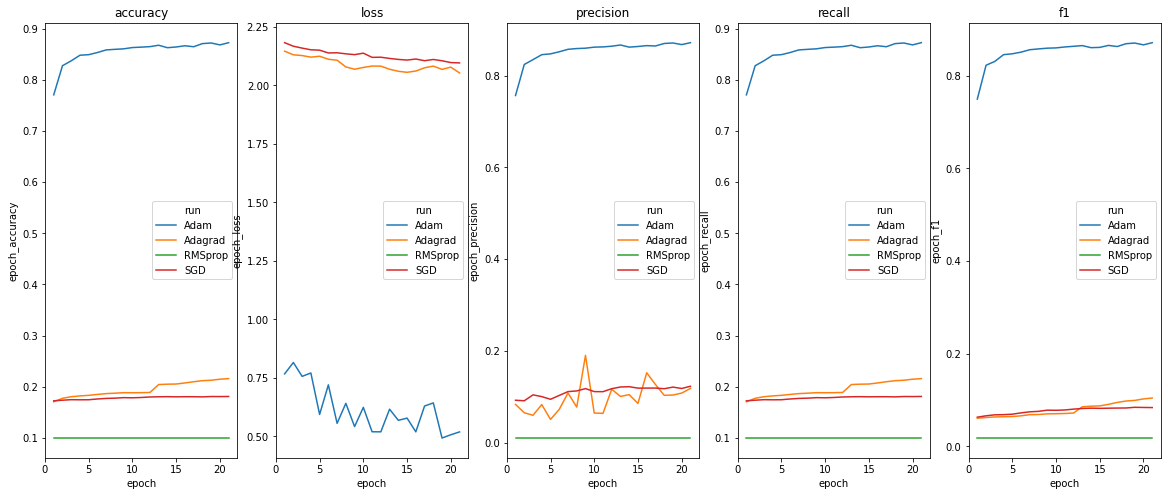 accuracy
epoch_accuracy
0.9
0.8
0.7
0.6
0.5
0.4
0.3
0.2
0.1
0
5
10
15
20
epoch
run
Adam
Adagrad
RMSprop
SGD
loss
epoch_loss
2.25
2.00
1.75
1.50
1.25
1.00
0.75
0.50
0
5
10
15
20
epoch
run
Adam
Adagrad
RMSprop
SGD
precision
epoch_precision
0.8
0.6
0.4
0.2
0.0
0
5
10
15
20
epoch
run
Adam
Adagrad
RMSprop
SGD
recall
epoch_recall
0.9
0.8
0.7
0.6
0.5
0.4
0.3
0.2
0.1
0
5
10
15
20
epoch
run
Adam
Adagrad
RMSprop
SGD
f1
epoch_f1
0.8
0.6
0.4
0.2
0.0
0
5
10
15
20
epoch
run
Adam
Adagrad
RMSprop
SGD